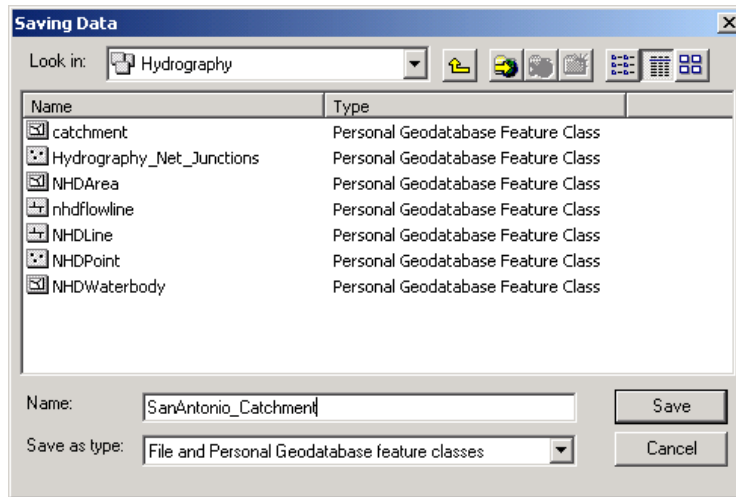 Saving Data
Look in: Hydrography
Name Type
catchment Personal Geodatabase Feature Class
Hydrography_Net_Junctions Personal Geodatabase Feature Class
NHDArea Personal Geodatabase Feature Class
nhdflowline Personal Geodatabase Feature Class
NHDLine Personal Geodatabase Feature Class
NHDPoint Personal Geodatabase Feature Class
NHDWaterbody Personal Geodatabase Feature Class
Name: SanAntonio_Catchment Save
Save as type: File and Personal Geodatabase feature classes Cancel